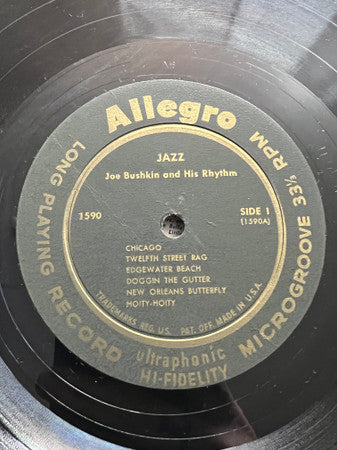 Allegro
LONG PLAYING RECORD
MICROGROOVE 33⅓ RPM
JAZZ
Joe Bushkin and His Rhythm
1590
SIDE 1
(1590A)
CHICAGO
TWELFTH STREET RAG
EDGEWATER BEACH
DOGGIN THE GUTTER
NEW ORLEANS BUTTERFLY
HOITY-HOITY
TRADEMARKS REG. US. PAT. OFF. MADE IN U.S.A.
ultraphonic
HI-FIDELITY